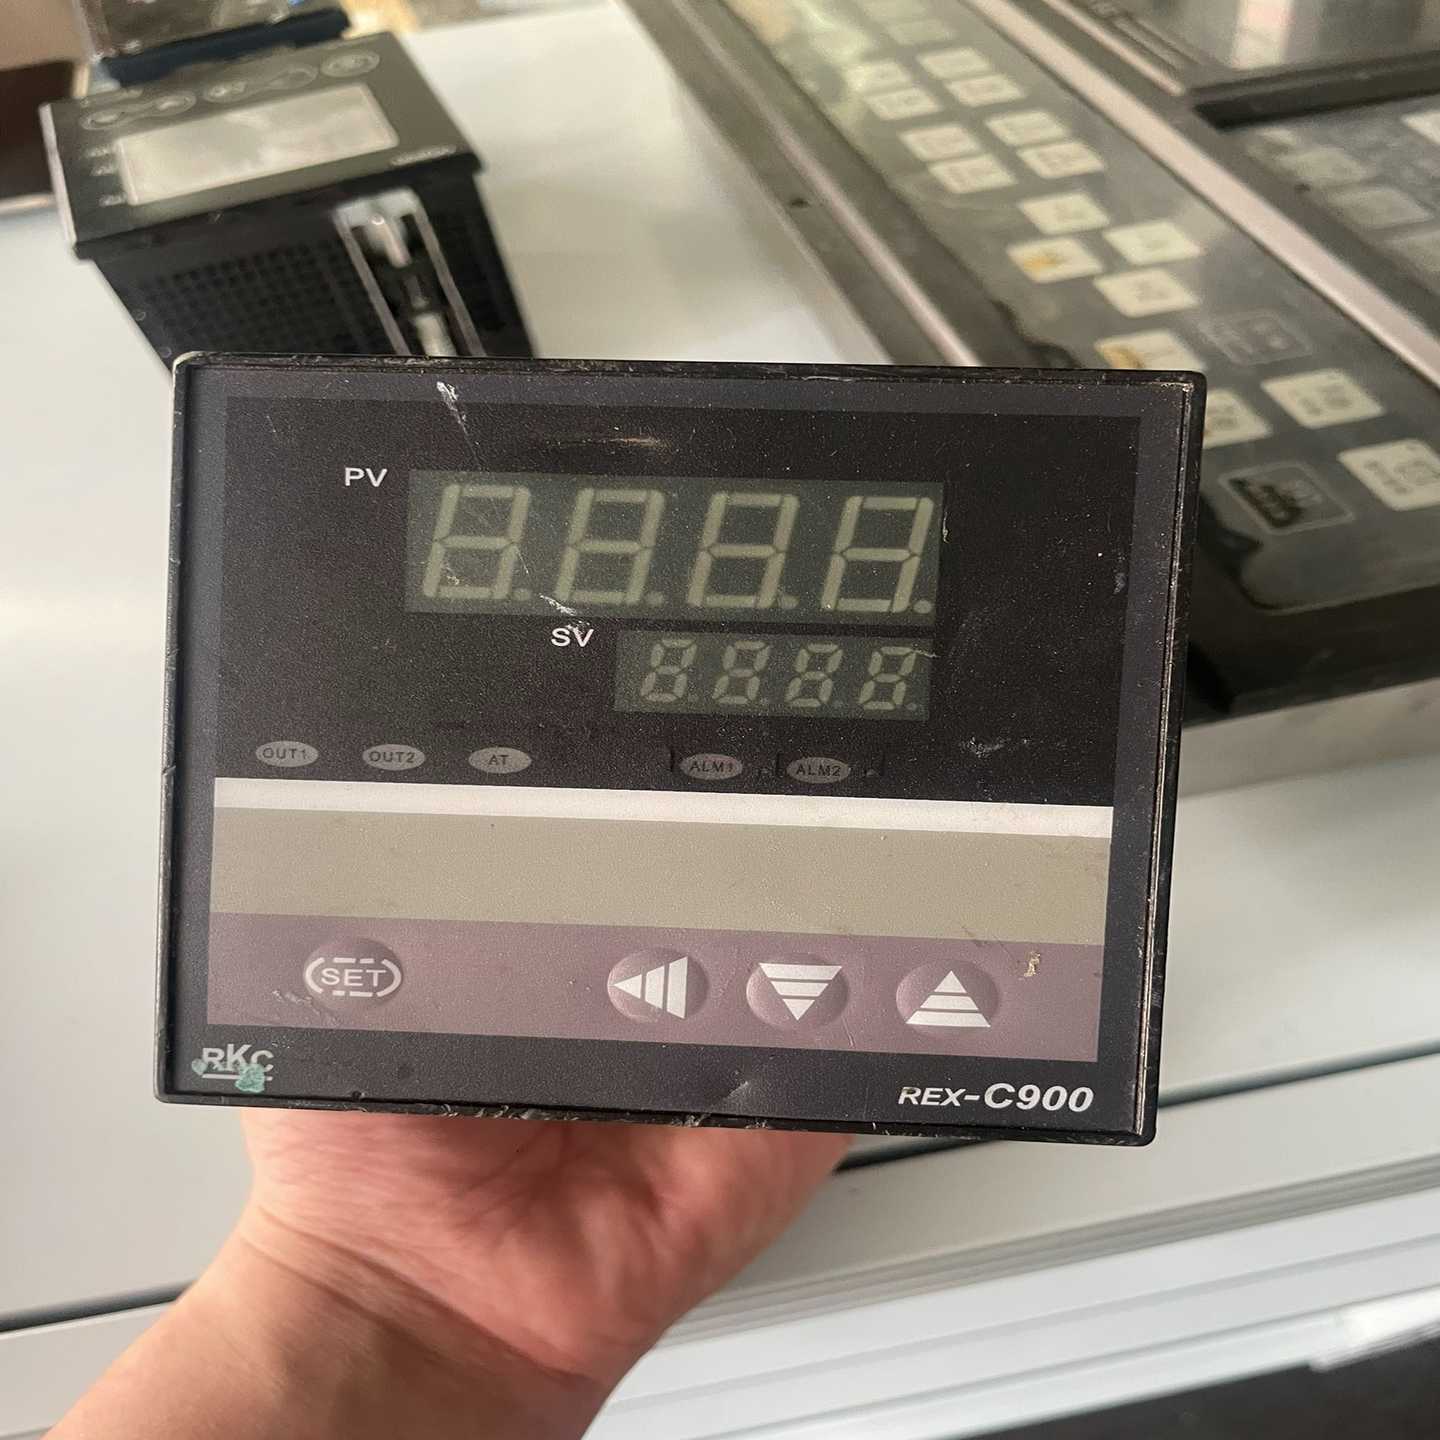 PV
SV
OUT1 OUT2 AT ALM1 ALM2
SET
RKC
REX-C900